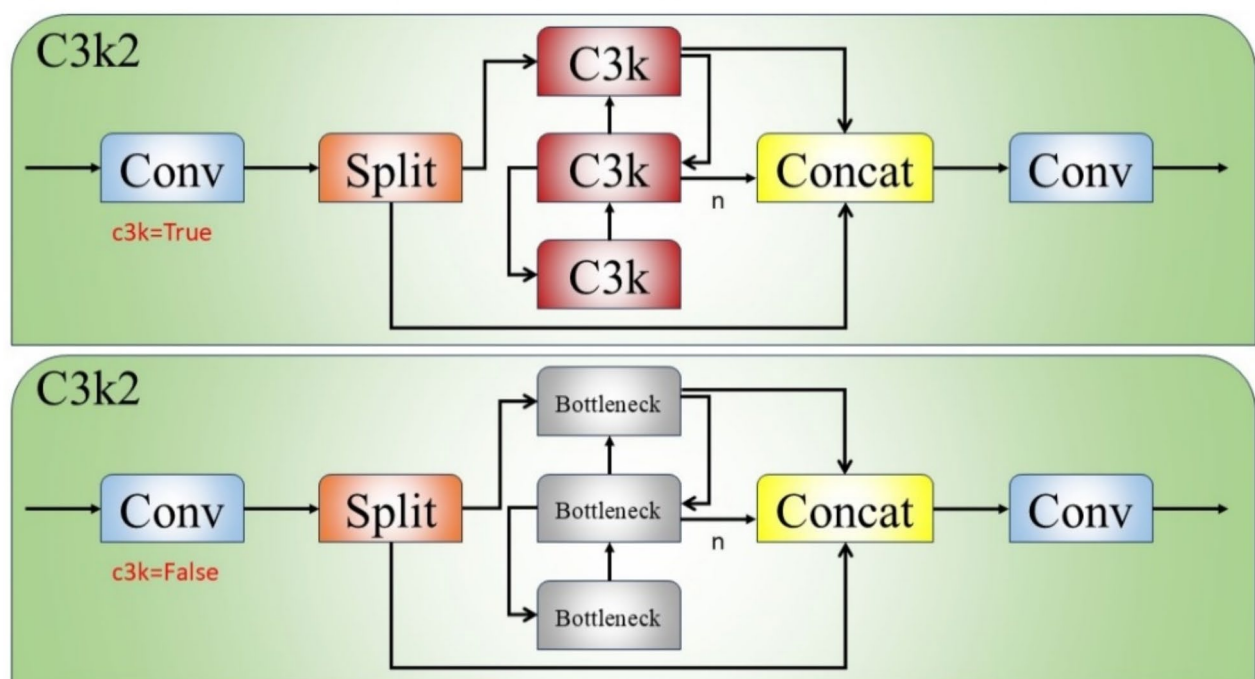 C3k2
C3k
Conv
Split
C3k
Concat
Conv
n
c3k=True
C3k
C3k2
Bottleneck
Conv
Split
Bottleneck
Concat
Conv
n
c3k=False
Bottleneck